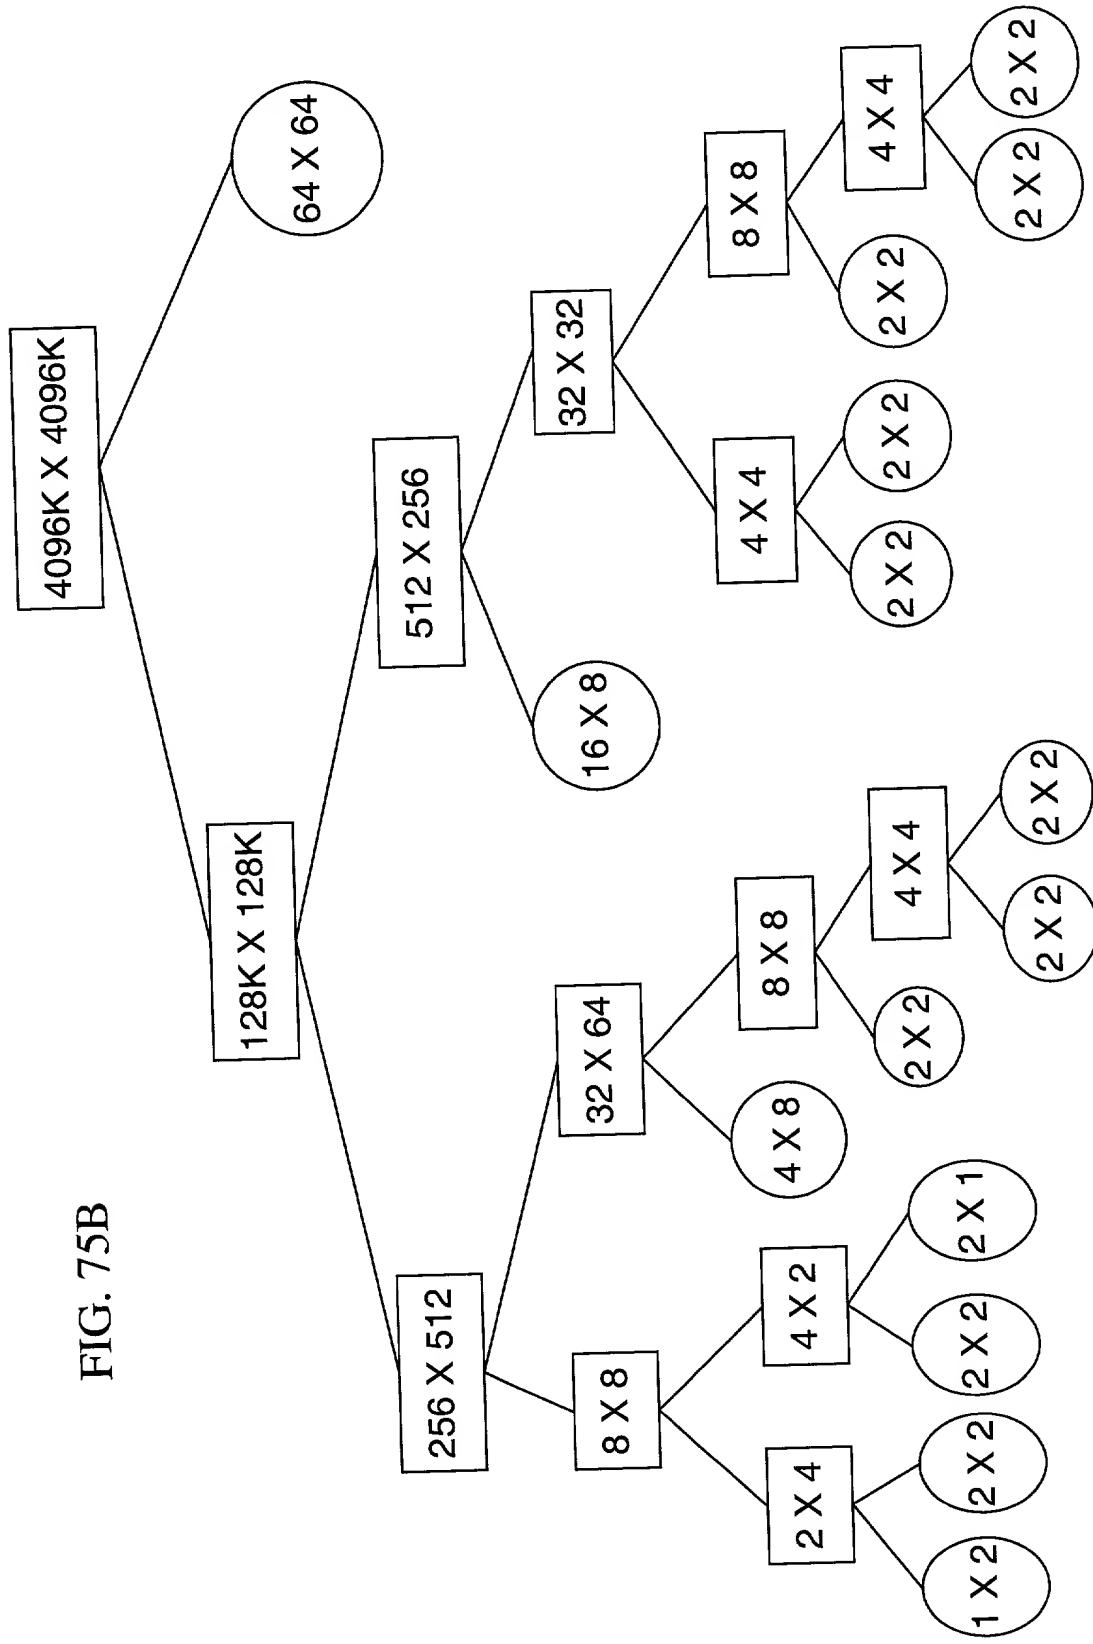 FIG. 75B
4096K X 4096K
128K X 128K
64 X 64
256 X 512
512 X 256
8 X 8
32 X 64
16 X 8
32 X 32
2 X 4
4 X 2
4 X 8
8 X 8
4 X 4
8 X 8
1 X 2
2 X 2
2 X 2
2 X 1
2 X 2
4 X 4
2 X 2
2 X 2
2 X 2
4 X 4
2 X 2
2 X 2
2 X 2
2 X 2